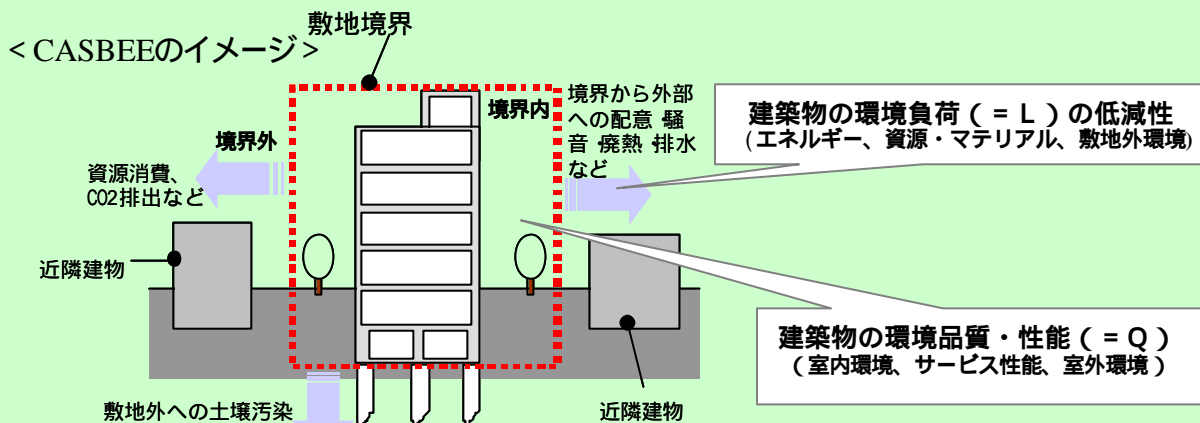 ＜CASBEEのイメージ＞
敷地境界
境界外
資源消費、
CO2排出など
近隣建物
境界内
境界から外部
への配意・騒
音・廃熱・排水
など
建築物の環境負荷（＝Ｌ）の低減性
(エネルギー、資源・マテリアル、敷地外環境)
建築物の環境品質・性能（＝Ｑ）
（室内環境、サービス性能、室外環境）
敷地外への土壌汚染
近隣建物